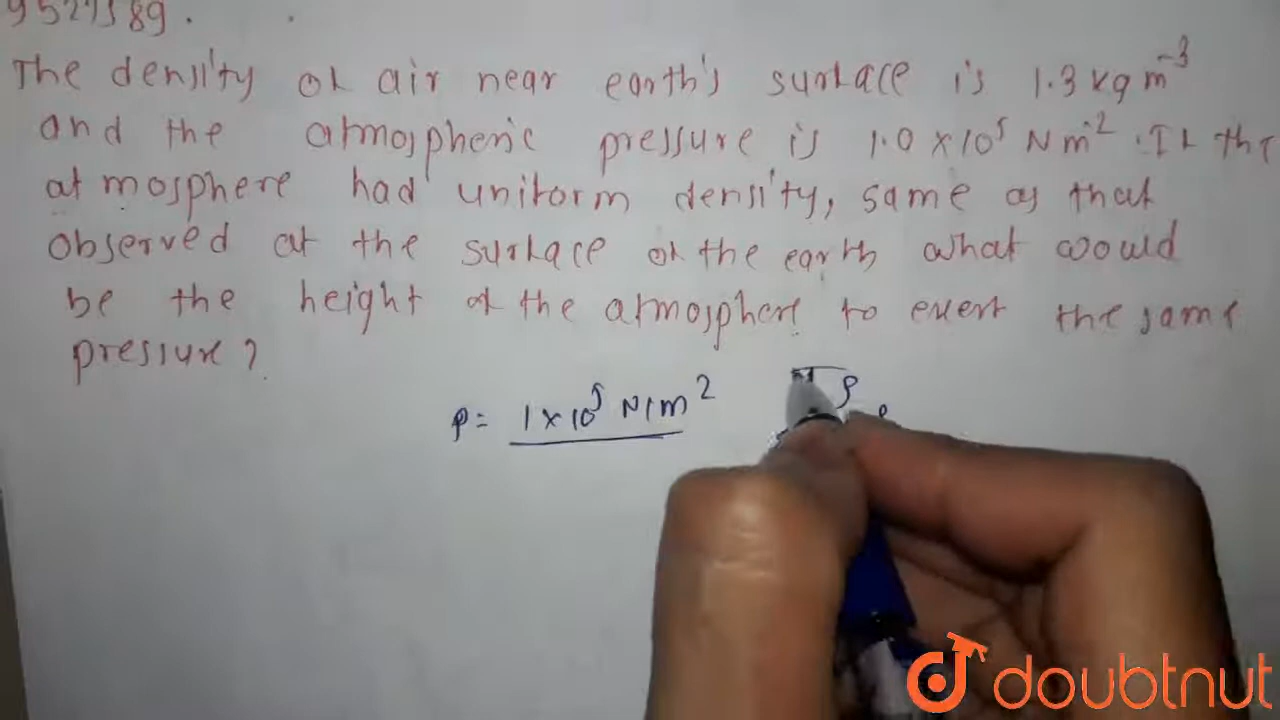 9527589.
The density of air near earth's surface is 1.3 kg m⁻³
and the atmospheric pressure is 1.0 × 10⁵ N m⁻². If the
atmosphere had uniform density, same as that
observed at the surface of the earth what would
be the height of the atmosphere to exert the same
pressure?
P = 1 × 10⁵ N/m²
ρ
doubtnut